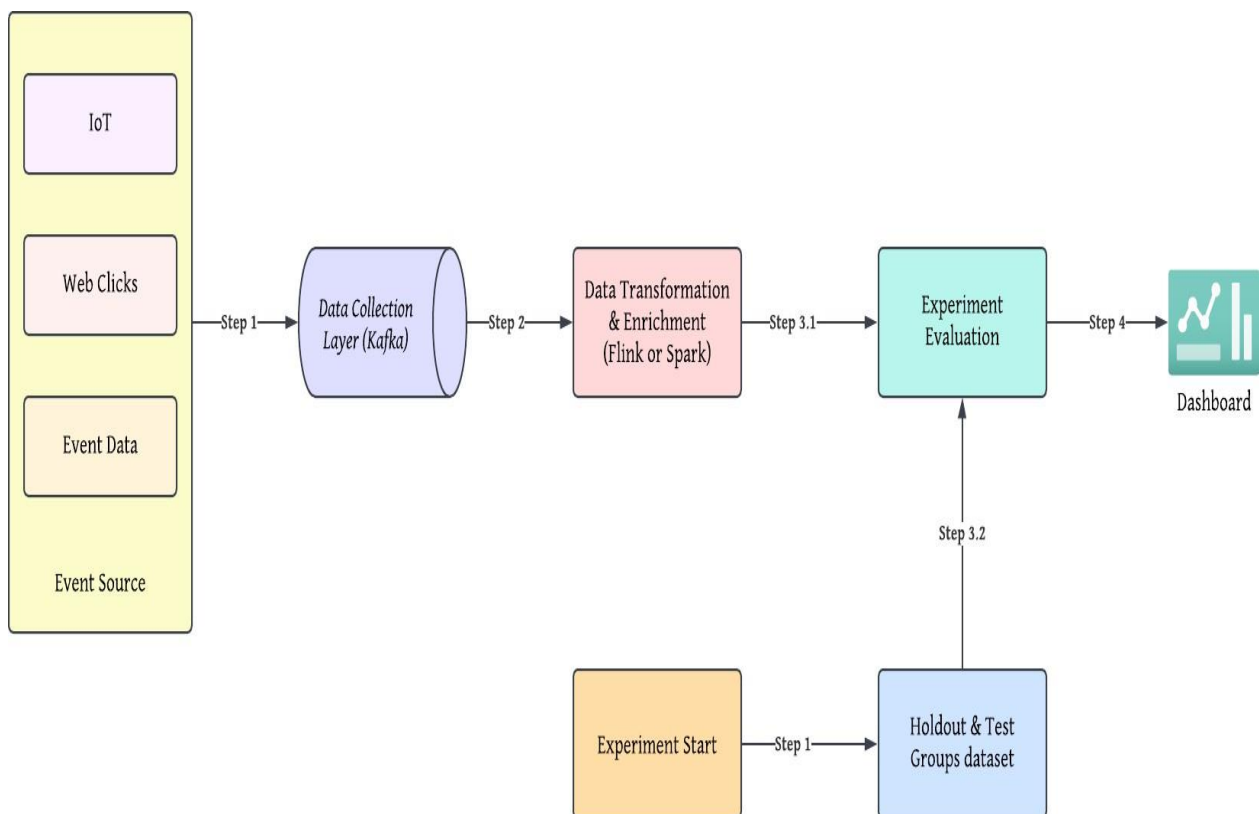 IoT
Web Clicks
Event Data
Event Source
Step 1
Data Collection
Layer (Kafka)
Step 2
Data Transformation
& Enrichment
(Flink or Spark)
Step 3.1
Experiment
Evaluation
Step 4
Dashboard
Step 3.2
Experiment Start
Step 1
Holdout & Test
Groups dataset